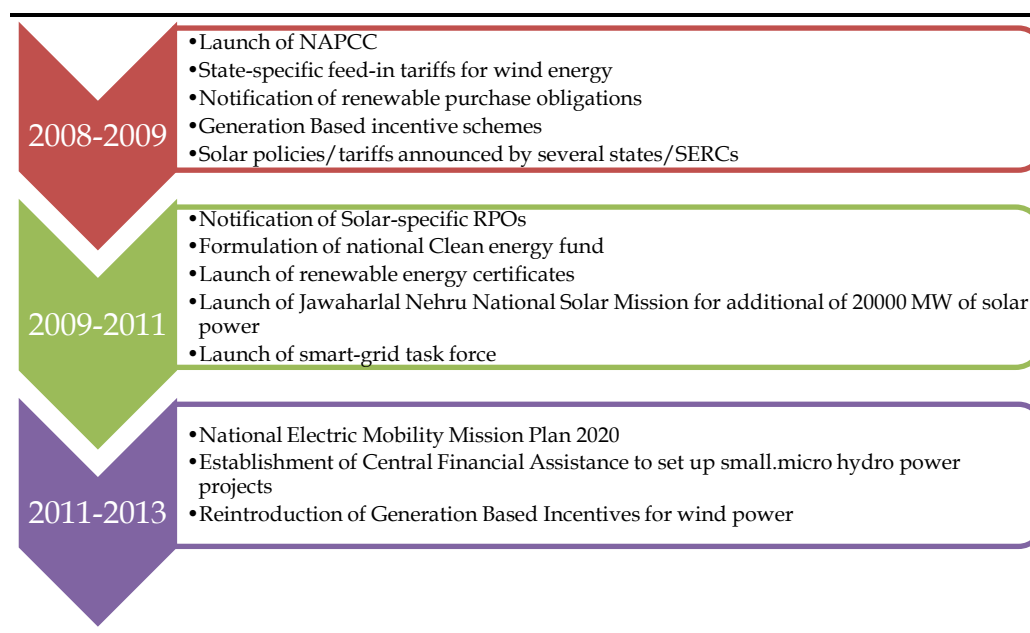 2008-2009
•Launch of NAPCC
•State-specific feed-in tariffs for wind energy
•Notification of renewable purchase obligations
•Generation Based incentive schemes
•Solar policies/tariffs announced by several states/SERCs
2009-2011
•Notification of Solar-specific RPOs
•Formulation of national Clean energy fund
•Launch of renewable energy certificates
•Launch of Jawaharlal Nehru National Solar Mission for additional of 20000 MW of solar
power
•Launch of smart-grid task force
2011-2013
•National Electric Mobility Mission Plan 2020
•Establishment of Central Financial Assistance to set up small.micro hydro power
projects
•Reintroduction of Generation Based Incentives for wind power